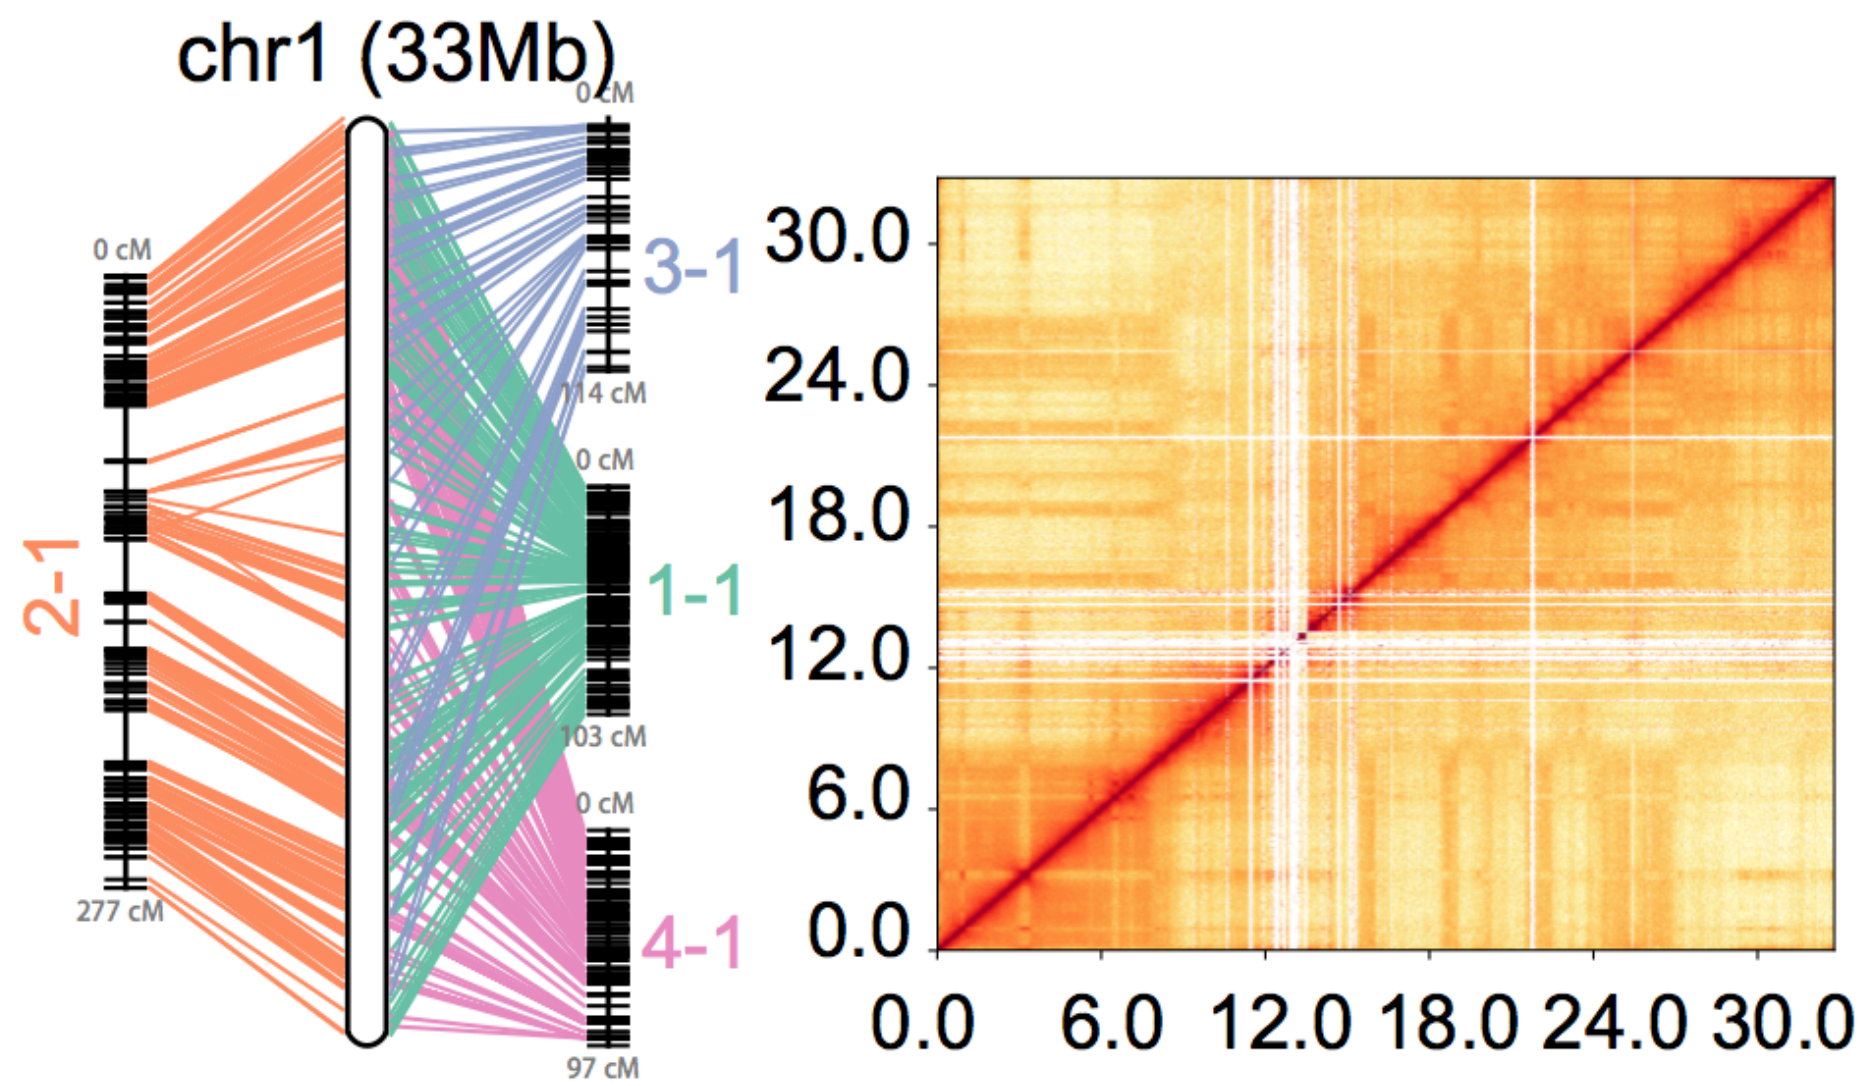 chr1 (33Mb)
0 cM
0 cM
3-1
114 cM
0 cM
2-1
1-1
103 cM
0 cM
277 cM
4-1
97 cM
30.0
24.0
18.0
12.0
6.0
0.0
0.0 6.0 12.0 18.0 24.0 30.0